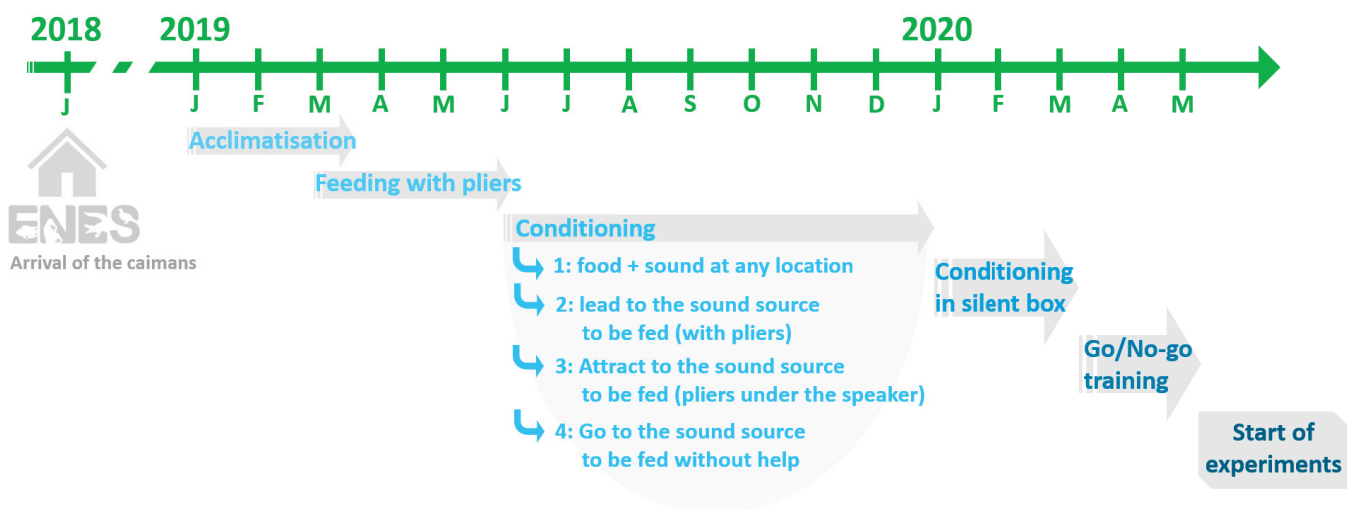 2018 2019 2020
J J F M A M J J A S O N D J F M A M
Acclimatisation
Feeding with pliers
ENES
Arrival of the caimans
Conditioning
1: food + sound at any location
2: lead to the sound source
to be fed (with pliers)
3: Attract to the sound source
to be fed (pliers under the speaker)
4: Go to the sound source
to be fed without help
Conditioning
in silent box
Go/No-go
training
Start of
experiments